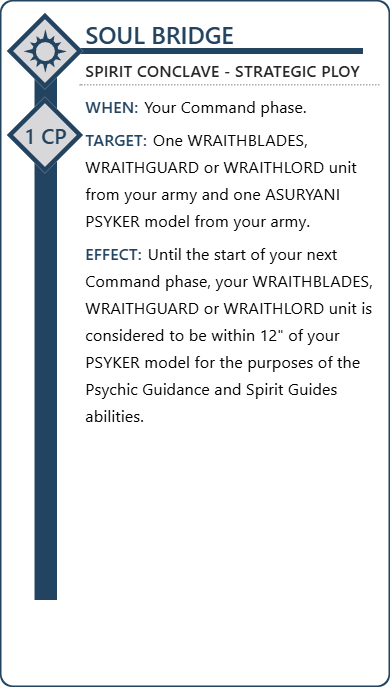 SOUL BRIDGE
SPIRIT CONCLAVE - STRATEGIC PLOY
1 CP
WHEN: Your Command phase.
TARGET: One WRAITHBLADES,
WRAITHGUARD or WRAITHLORD unit
from your army and one ASURYANI
PSYKER model from your army.
EFFECT: Until the start of your next
Command phase, your WRAITHBLADES,
WRAITHGUARD or WRAITHLORD unit is
considered to be within 12" of your
PSYKER model for the purposes of the
Psychic Guidance and Spirit Guides
abilities.